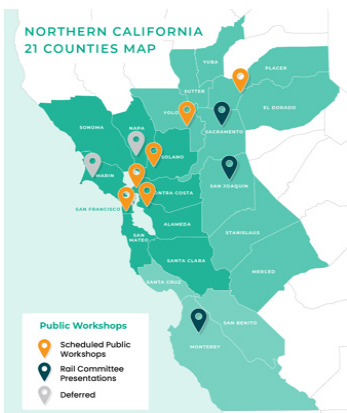 NORTHERN CALIFORNIA
21 COUNTIES MAP
YUBA
PLACER
SUTTER
EL DORADO
YOLO
SONOMA
NAPA
SACRAMENTO
SOLANO
MARIN
SAN JOAQUIN
CONTRA COSTA
SAN FRANCISCO
ALAMEDA
STANISLAUS
SAN
MATEO
SANTA CLARA
MERCED
SANTA CRUZ
SAN BENITO
MONTEREY
Public Workshops
Scheduled Public
Workshops
Rail Committee
Presentations
Deferred